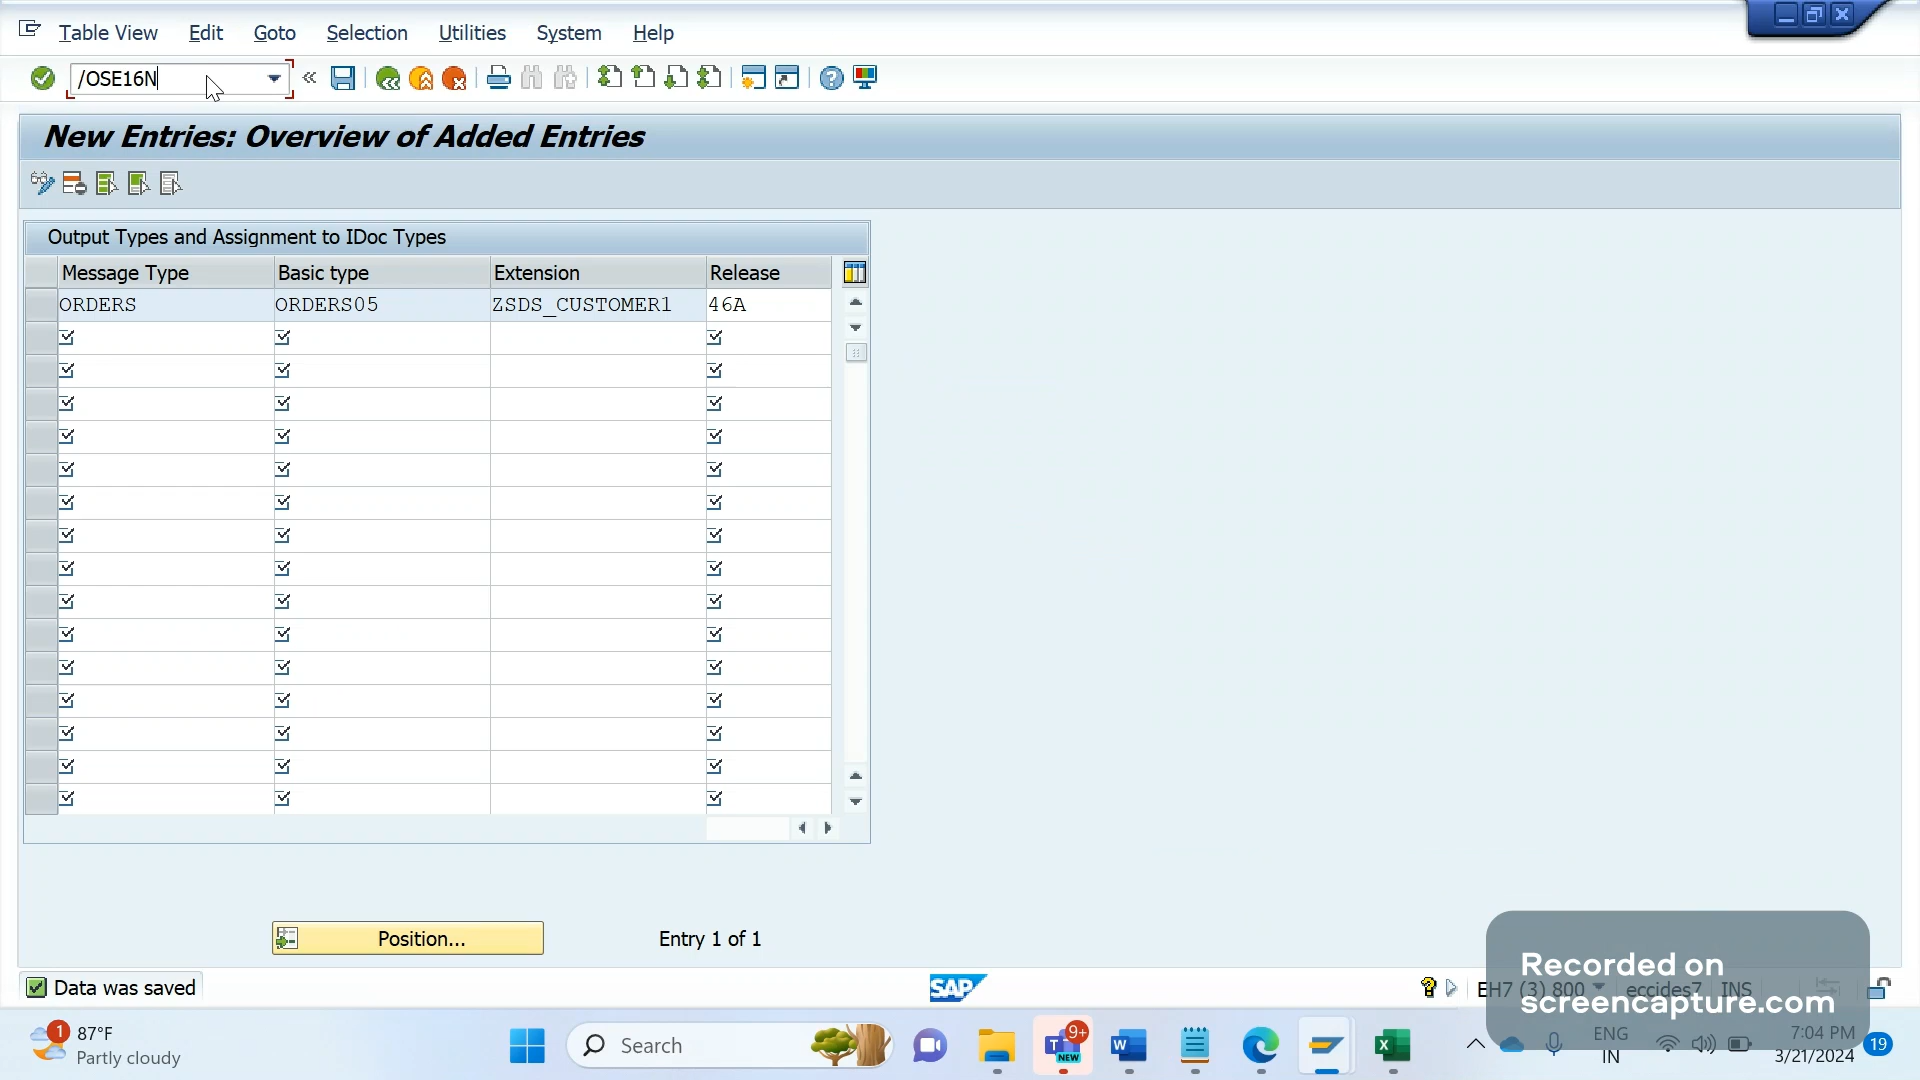 Table View Edit Goto Selection Utilities System Help
/OSE16N
New Entries: Overview of Added Entries
Output Types and Assignment to IDoc Types
Message Type Basic type Extension Release
ORDERS ORDERS05 ZSDS_CUSTOMER1 46A
Position... Entry 1 of 1
Data was saved
SAP
EH7 (3) 800 eccides7 INS
Recorded on
screencapture.com
1
87°F
Partly cloudy
Search
9+
T NEW
W
X
ENG
IN
7:04 PM
3/21/2024
19